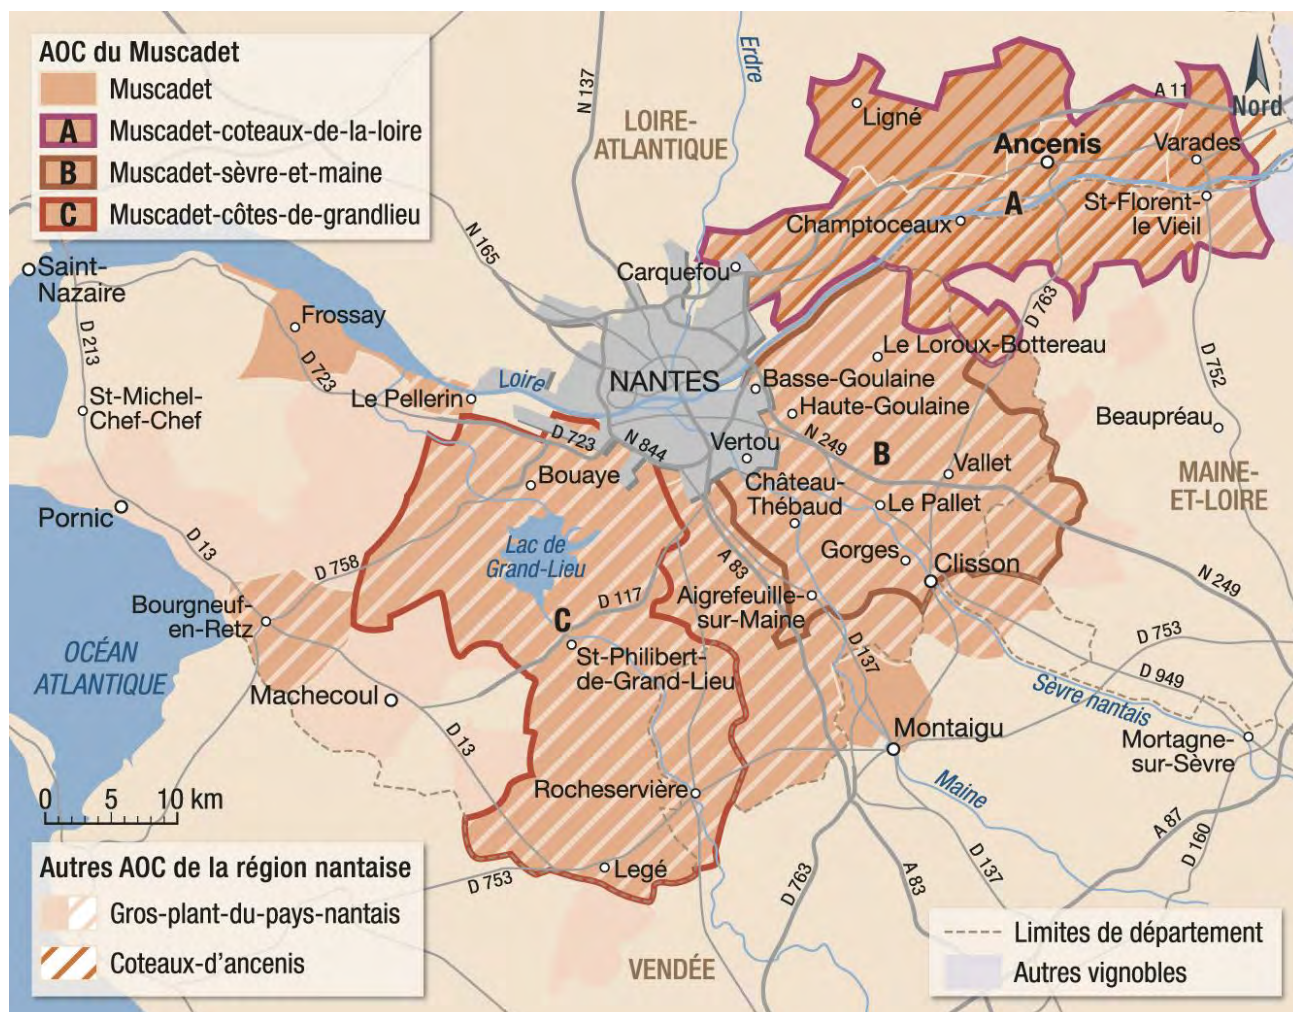 AOC du Muscadet
Muscadet
A
Muscadet-coteaux-de-la-loire
B
Muscadet-sèvre-et-maine
C
Muscadet-côtes-de-grandlieu
N 137
Erdre
LOIRE-
ATLANTIQUE
Nord
A 11
Ligné
Ancenis
Varades
A
St-Florent-
le Vieil
Champtoceaux
N 165
Carquefou
Saint-
Nazaire
D 213
Frossay
D 723
D 763
D 752
Le Loroux-Bottereau
Loire
NANTES
Basse-Goulaine
Haute-Goulaine
Le Pellerin
St-Michel-
Chef-Chef
Beaupréau
D 723
N 844
Vertou
N 249
B
Vallet
Bouaye
Château-
Thébaud
Le Pallet
MAINE-
ET-LOIRE
Pornic
D 13
Lac de
Grand-Lieu
Gorges
Clisson
D 758
A 83
N 249
D 117
Aigrefeuille-
sur-Maine
Bourgneuf-
en-Retz
C
D 137
D 753
OCÉAN
ATLANTIQUE
St-Philibert-
de-Grand-Lieu
D 949
Machecoul
Sèvre nantais
Montaigu
Mortagne-
sur-Sèvre
D 13
Rocheservière
Maine
0 5 10 km
A 87
D 160
Legé
D 753
D 763
A 83
D 137
VENDÉE
Autres AOC de la région nantaise
Gros-plant-du-pays-nantais
Coteaux-d'ancenis
Limites de département
Autres vignobles